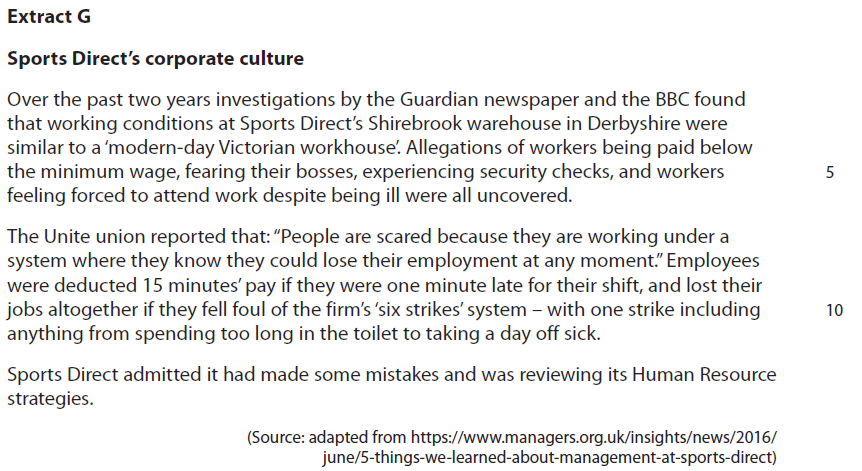 Extract G
Sports Direct’s corporate culture
Over the past two years investigations by the Guardian newspaper and the BBC found
that working conditions at Sports Direct’s Shirebrook warehouse in Derbyshire were
similar to a ‘modern-day Victorian workhouse’. Allegations of workers being paid below
the minimum wage, fearing their bosses, experiencing security checks, and workers 5
feeling forced to attend work despite being ill were all uncovered.
The Unite union reported that: “People are scared because they are working under a
system where they know they could lose their employment at any moment.” Employees
were deducted 15 minutes’ pay if they were one minute late for their shift, and lost their
jobs altogether if they fell foul of the firm’s ‘six strikes’ system – with one strike including 10
anything from spending too long in the toilet to taking a day off sick.
Sports Direct admitted it had made some mistakes and was reviewing its Human Resource
strategies.
(Source: adapted from https://www.managers.org.uk/insights/news/2016/
june/5-things-we-learned-about-management-at-sports-direct)